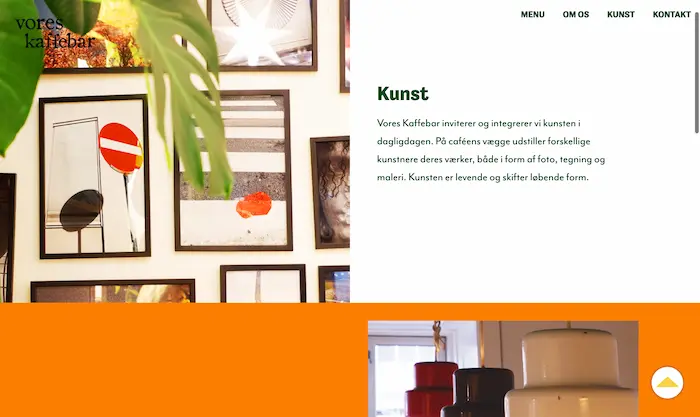 vores
kaffebar
MENU OM OS KUNST KONTAKT
Kunst
Vores Kaffebar inviterer og integrerer vi kunsten i
dagligdagen. På caféens vægge udstiller forskellige
kunstnere deres værker, både i form af foto, tegning og
maleri. Kunsten er levende og skifter løbende form.